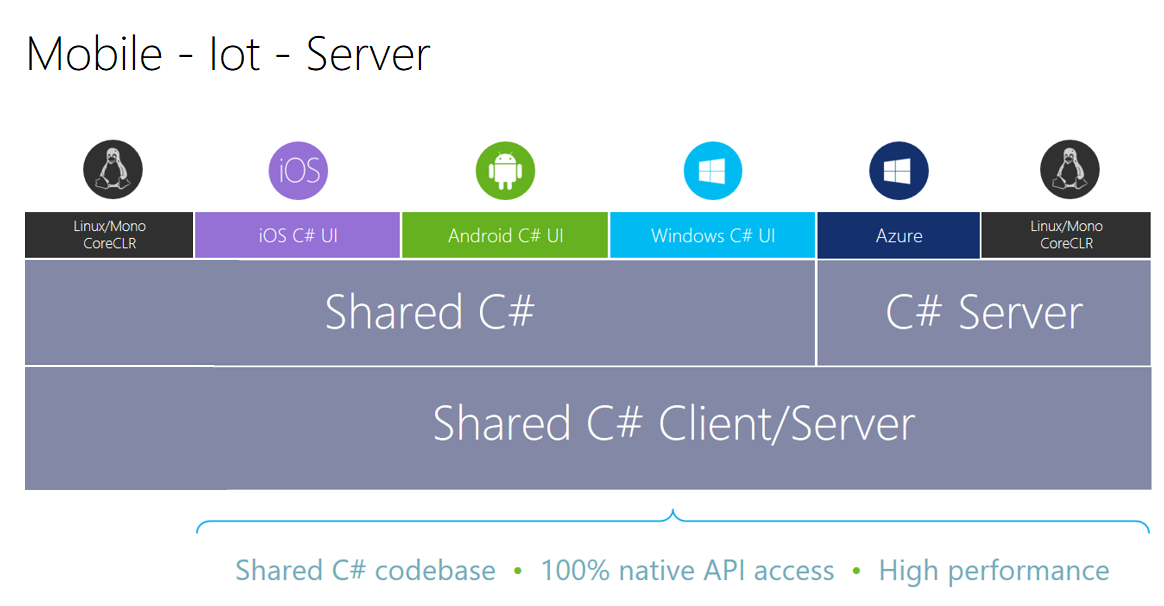 Mobile - Iot - Server
iOS
Linux/Mono
CoreCLR
iOS C# UI
Android C# UI
Windows C# UI
Azure
Linux/Mono
CoreCLR
Shared C#
C# Server
Shared C# Client/Server
Shared C# codebase • 100% native API access • High performance